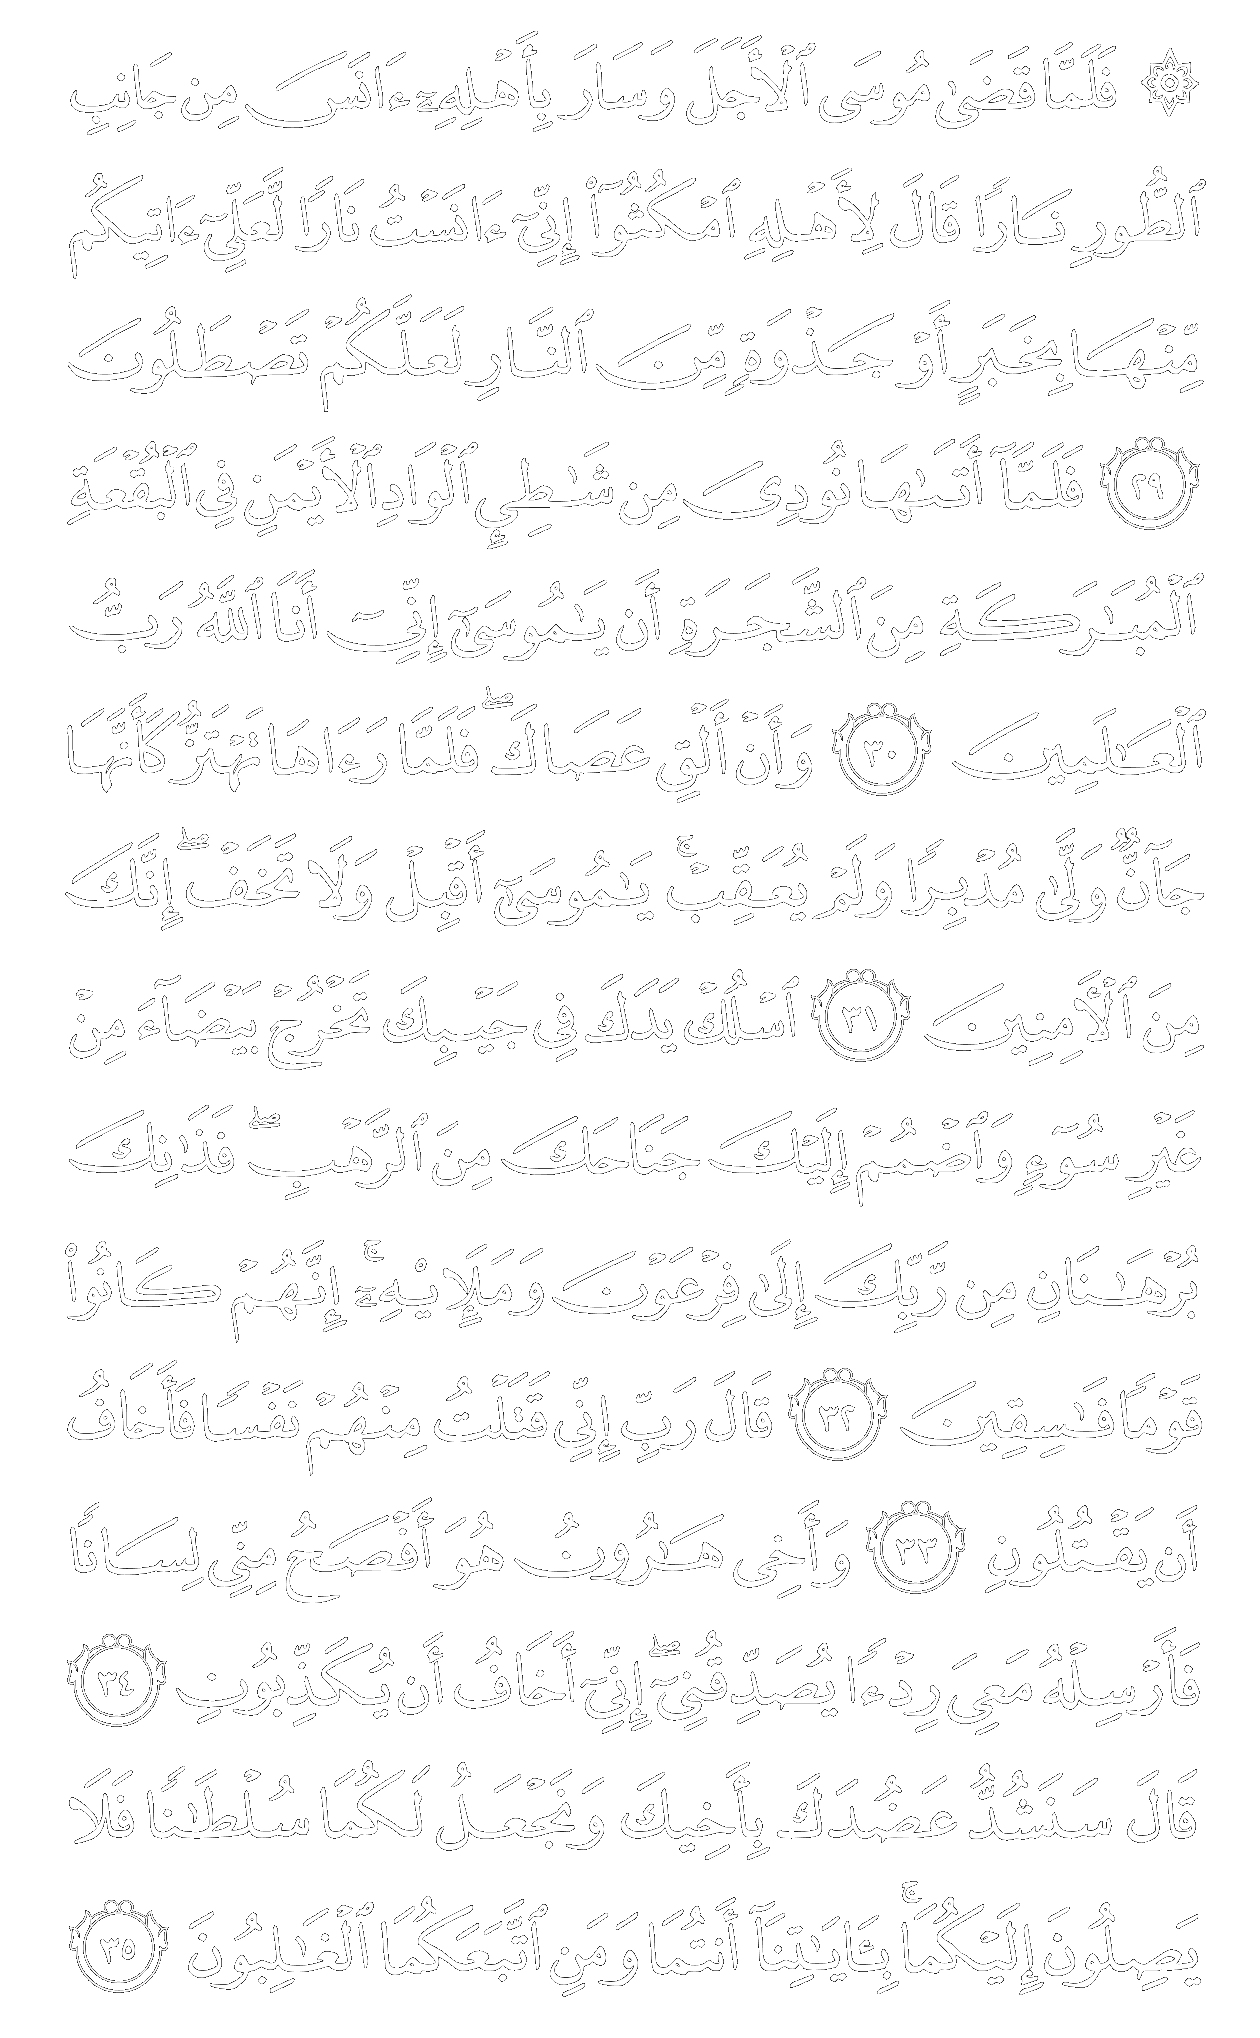 ۞ فَلَمَّا قَضَىٰ مُوسَى ٱلْأَجَلَ وَسَارَ بِأَهْلِهِۦٓ ءَانَسَ مِن جَانِبِ
ٱلطُّورِ نَارًا قَالَ لِأَهْلِهِ ٱمْكُثُوٓا۟ إِنِّىٓ ءَانَسْتُ نَارًا لَّعَلِّىٓ ءَاتِيكُم
مِّنْهَا بِخَبَرٍ أَوْ جَذْوَةٍ مِّنَ ٱلنَّارِ لَعَلَّكُمْ تَصْطَلُونَ
٢٩ فَلَمَّآ أَتَىٰهَا نُودِىَ مِن شَـٰطِئِ ٱلْوَادِ ٱلْأَيْمَنِ فِى ٱلْبُقْعَةِ
ٱلْمُبَـٰرَكَةِ مِنَ ٱلشَّجَرَةِ أَن يَـٰمُوسَىٰٓ إِنِّىٓ أَنَا ٱللَّهُ رَبُّ
ٱلْعَـٰلَمِينَ ٣٠ وَأَنْ أَلْقِ عَصَاكَ ۖ فَلَمَّا رَءَاهَا تَهْتَزُّ كَأَنَّهَا
جَآنٌّ وَلَّىٰ مُدْبِرًا وَلَمْ يُعَقِّبْ ۚ يَـٰمُوسَىٰٓ أَقْبِلْ وَلَا تَخَفْ ۖ إِنَّكَ
مِنَ ٱلْـَٔامِنِينَ ٣١ ٱسْلُكْ يَدَكَ فِى جَيْبِكَ تَخْرُجْ بَيْضَآءَ مِنْ
غَيْرِ سُوٓءٍ وَٱضْمُمْ إِلَيْكَ جَنَاحَكَ مِنَ ٱلرَّهْبِ ۖ فَذَٰنِكَ
بُرْهَـٰنَانِ مِن رَّبِّكَ إِلَىٰ فِرْعَوْنَ وَمَلَإِي۟هِۦٓ ۚ إِنَّهُمْ كَانُوا۟
قَوْمًا فَـٰسِقِينَ ٣٢ قَالَ رَبِّ إِنِّى قَتَلْتُ مِنْهُمْ نَفْسًا فَأَخَافُ
أَن يَقْتُلُونِ ٣٣ وَأَخِى هَـٰرُونُ هُوَ أَفْصَحُ مِنِّى لِسَانًا
فَأَرْسِلْهُ مَعِىَ رِدْءًا يُصَدِّقُنِىٓ ۖ إِنِّىٓ أَخَافُ أَن يُكَذِّبُونِ ٣٤
قَالَ سَنَشُدُّ عَضُدَكَ بِأَخِيكَ وَنَجْعَلُ لَكُمَا سُلْطَـٰنًا فَلَا
يَصِلُونَ إِلَيْكُمَا ۚ بِـَٔايَـٰتِنَآ أَنتُمَا وَمَنِ ٱتَّبَعَكُمَا ٱلْغَـٰلِبُونَ ٣٥